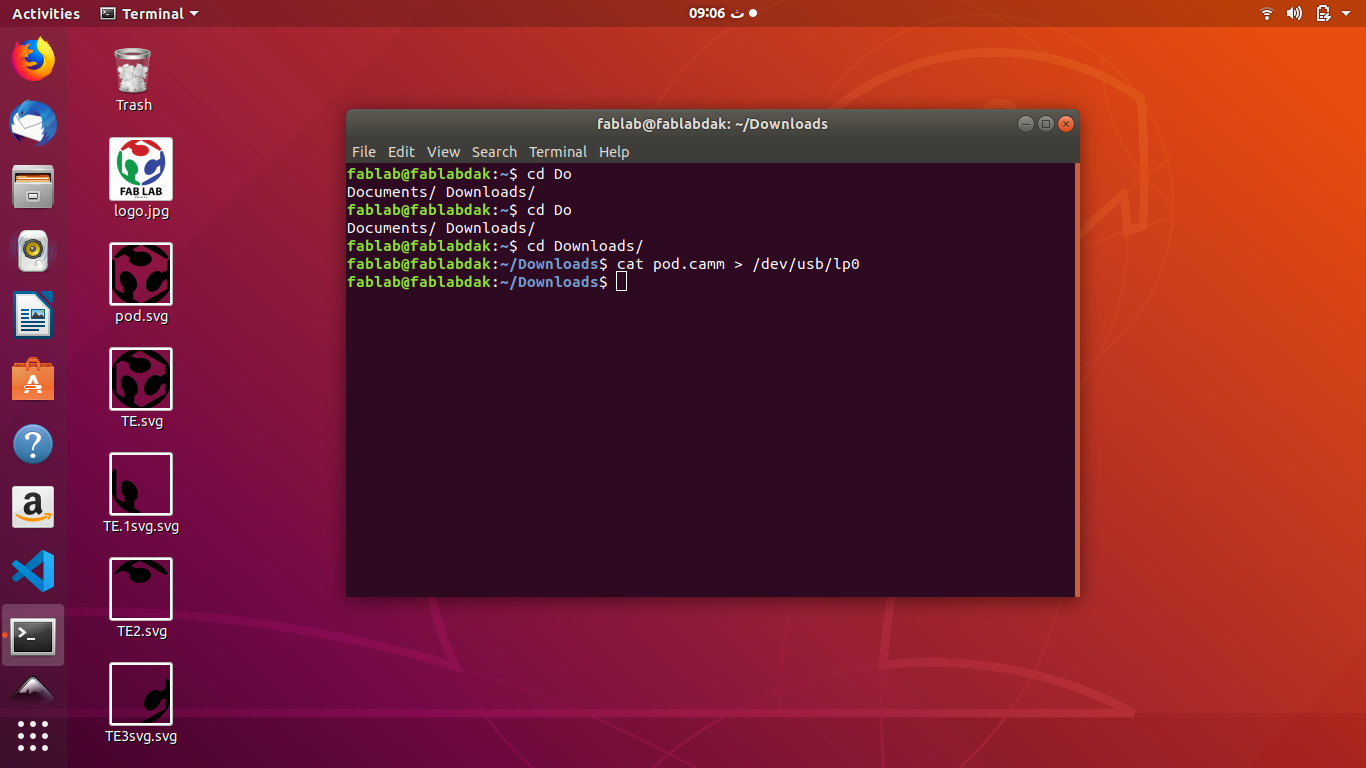 Activities
Terminal
09:06 ث
Trash
FAB LAB
logo.jpg
pod.svg
TE.svg
TE.1svg.svg
TE2.svg
TE3svg.svg
fablab@fablabdak: ~/Downloads
File Edit View Search Terminal Help
fablab@fablabdak:~$ cd Do
Documents/ Downloads/
fablab@fablabdak:~$ cd Do
Documents/ Downloads/
fablab@fablabdak:~$ cd Downloads/
fablab@fablabdak:~/Downloads$ cat pod.camm > /dev/usb/lp0
fablab@fablabdak:~/Downloads$